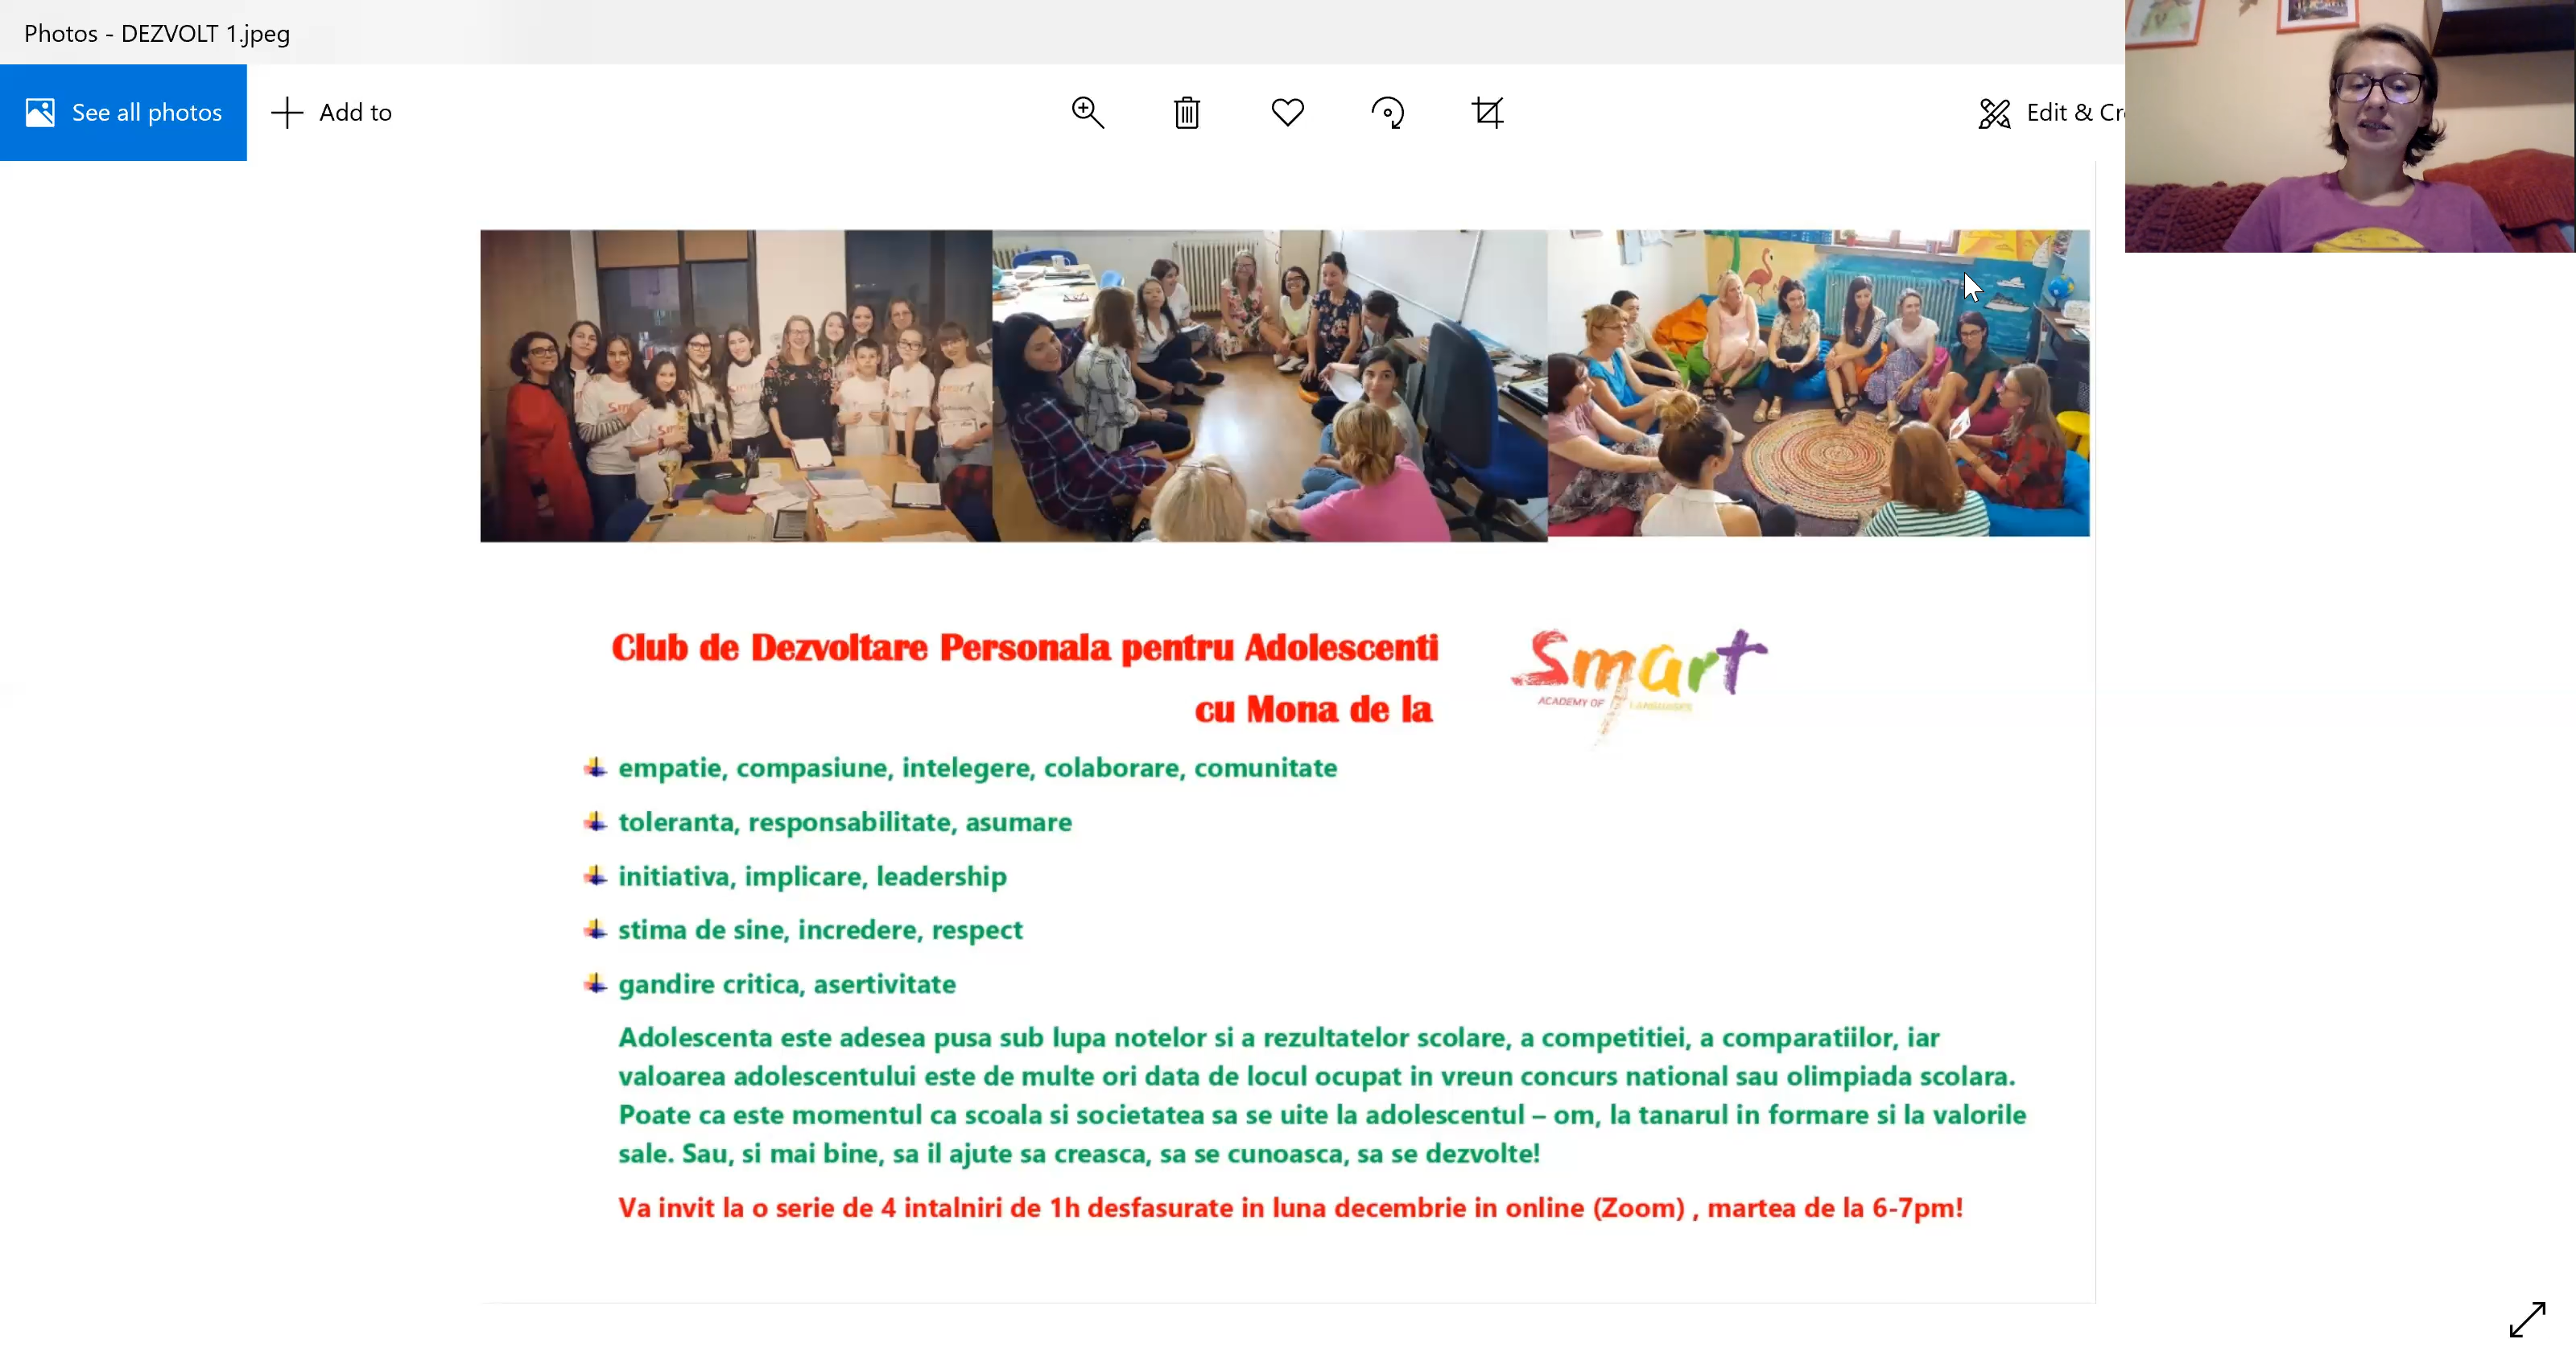 Photos - DEZVOLT 1.jpeg
See all photos
Add to
Edit & Cr
Club de Dezvoltare Personala pentru Adolescenti
cu Mona de la
Smart
ACADEMY OF LANGUAGES
empatie, compasiune, intelegere, colaborare, comunitate
toleranta, responsabilitate, asumare
initiativa, implicare, leadership
stima de sine, incredere, respect
gandire critica, asertivitate
Adolescenta este adesea pusa sub lupa notelor si a rezultatelor scolare, a competitiei, a comparatiilor, iar
valoarea adolescentului este de multe ori data de locul ocupat in vreun concurs national sau olimpiada scolara.
Poate ca este momentul ca scoala si societatea sa se uite la adolescentul – om, la tanarul in formare si la valorile
sale. Sau, si mai bine, sa il ajute sa creasca, sa se cunoasca, sa se dezvolte!
Va invit la o serie de 4 intalniri de 1h desfasurate in luna decembrie in online (Zoom) , martea de la 6-7pm!